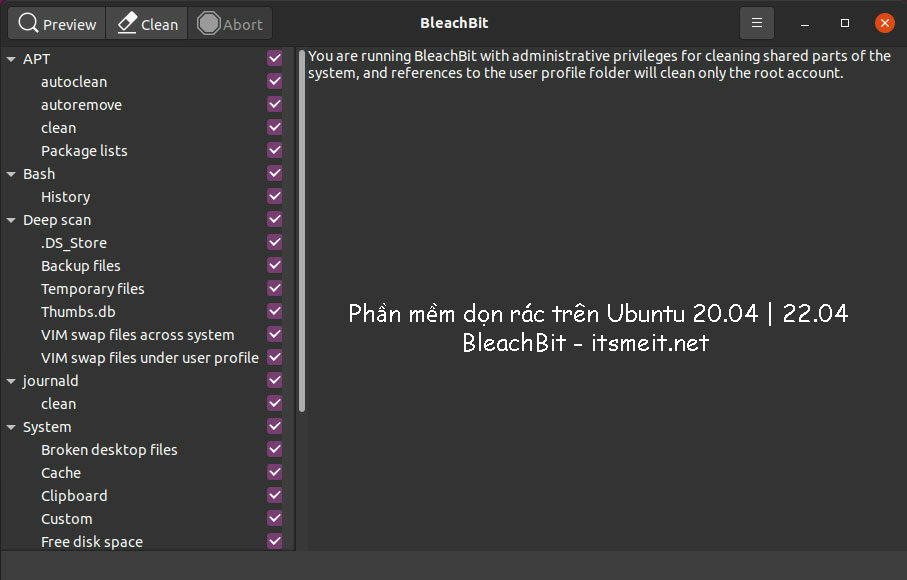 Preview
Clean
Abort
BleachBit
APT
autoclean
autoremove
clean
Package lists
Bash
History
Deep scan
.DS_Store
Backup files
Temporary files
Thumbs.db
VIM swap files across system
VIM swap files under user profile
journald
clean
System
Broken desktop files
Cache
Clipboard
Custom
Free disk space
You are running BleachBit with administrative privileges for cleaning shared parts of the
system, and references to the user profile folder will clean only the root account.
Phần mềm dọn rác trên Ubuntu 20.04 | 22.04
BleachBit - itsmeit.net